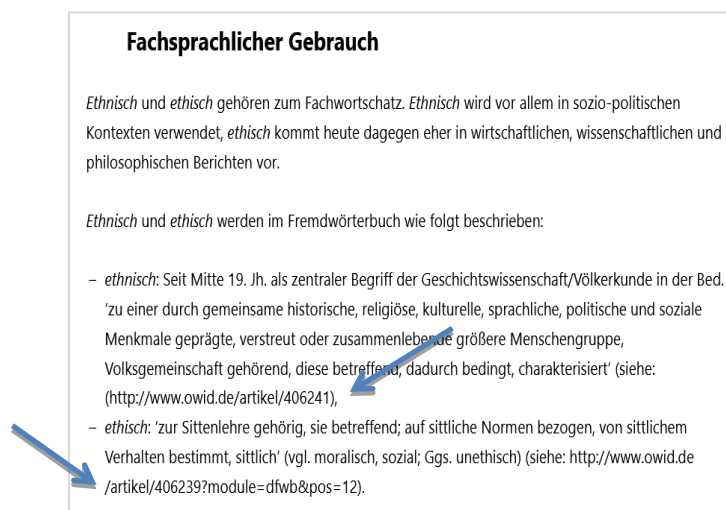 Fachsprachlicher Gebrauch
Ethnisch und ethisch gehören zum Fachwortschatz. Ethnisch wird vor allem in sozio-politischen
Kontexten verwendet, ethisch kommt heute dagegen eher in wirtschaftlichen, wissenschaftlichen und
philosophischen Berichten vor.
Ethnisch und ethisch werden im Fremdwörterbuch wie folgt beschrieben:
– ethnisch: Seit Mitte 19. Jh. als zentraler Begriff der Geschichtswissenschaft/Völkerkunde in der Bed.
‘zu einer durch gemeinsame historische, religiöse, kulturelle, sprachliche, politische und soziale
Menkmale geprägte, verstreut oder zusammenlebende größere Menschengruppe,
Volksgemeinschaft gehörend, diese betreffend, dadurch bedingt, charakterisiert’ (siehe:
(http://www.owid.de/artikel/406241),
– ethisch: ‘zur Sittenlehre gehörig, sie betreffend; auf sittliche Normen bezogen, von sittlichem
Verhalten bestimmt, sittlich’ (vgl. moralisch, sozial; Ggs. unethisch) (siehe: http://www.owid.de
/artikel/406239?module=dfwb&pos=12).